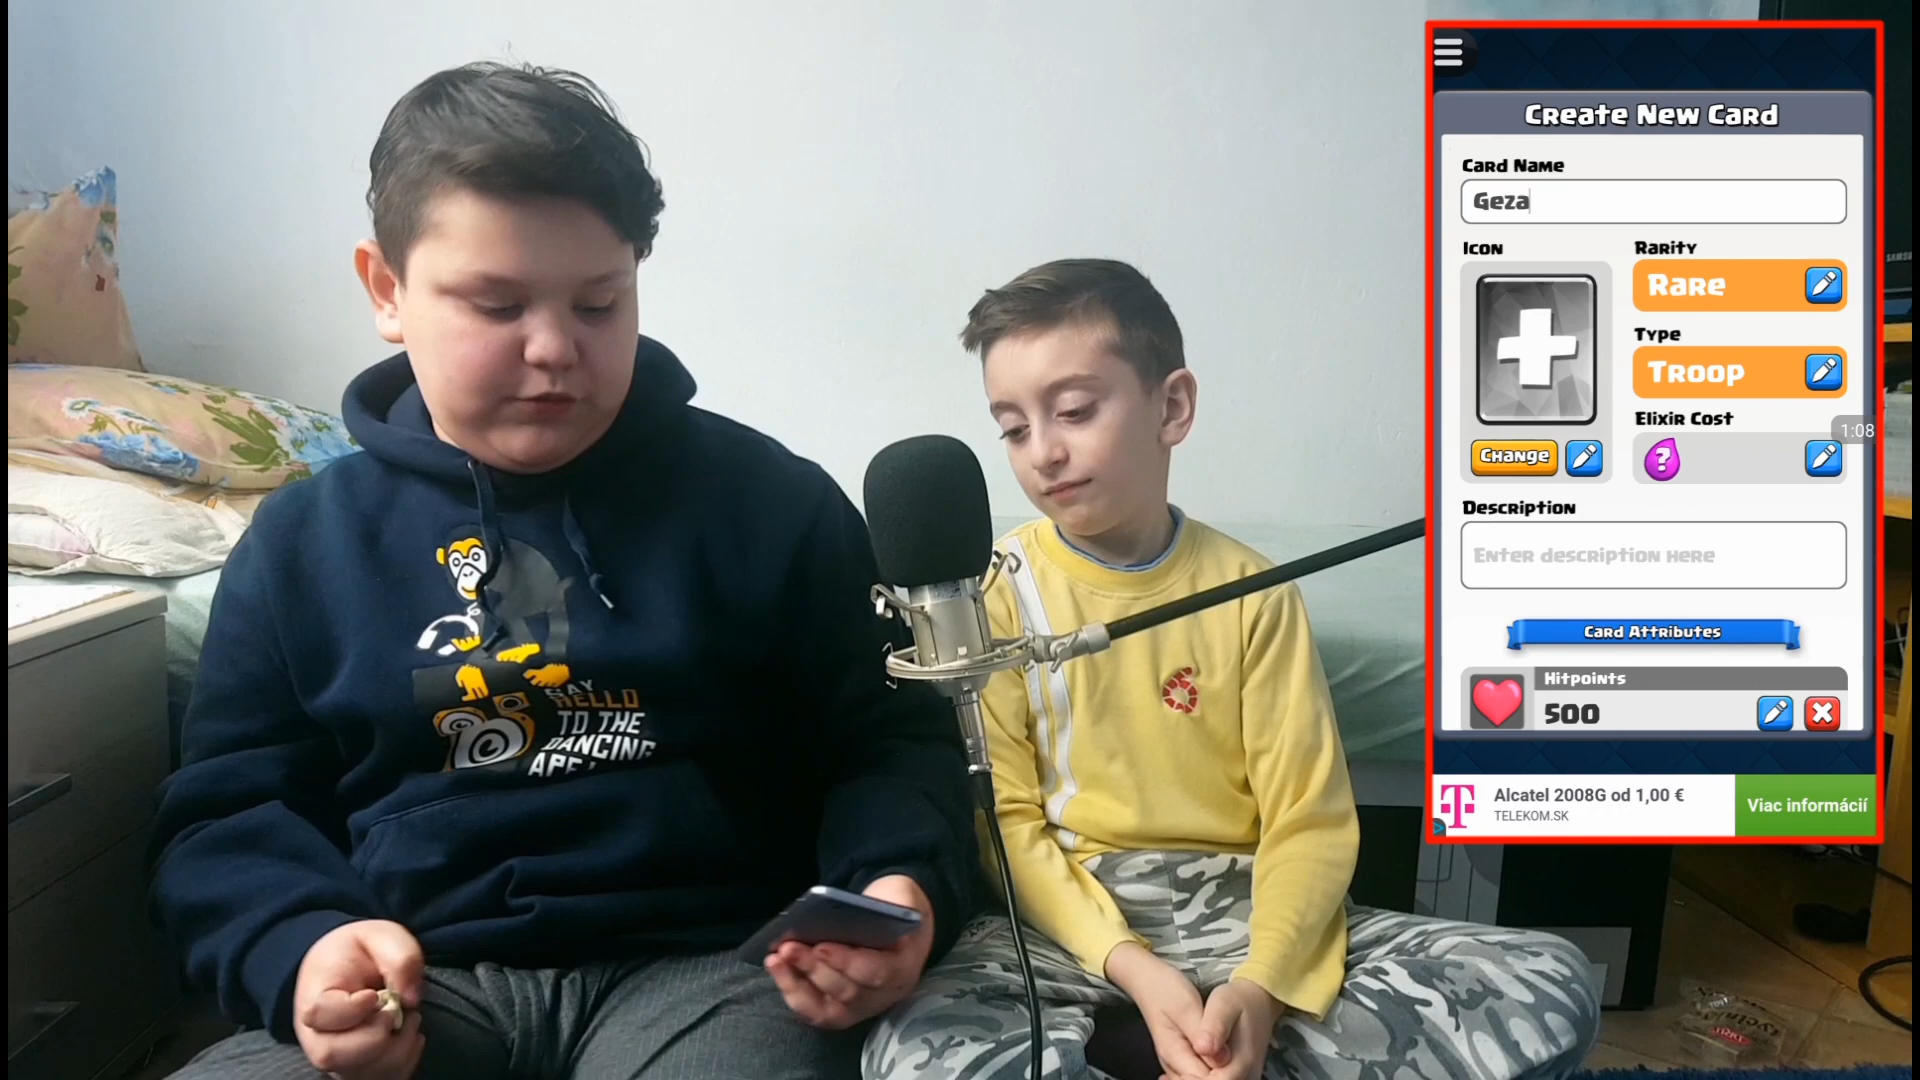 SAY
HELLO
TO THE
DANCING
APE!
Create New Card
Card Name
Geza
Icon
Rarity
Rare
Type
Troop
Elixir Cost
?
1:08
Change
Description
Enter description here
Card Attributes
Hitpoints
500
Alcatel 2008G od 1,00 €
TELEKOM.SK
Viac informácií
SAMSU